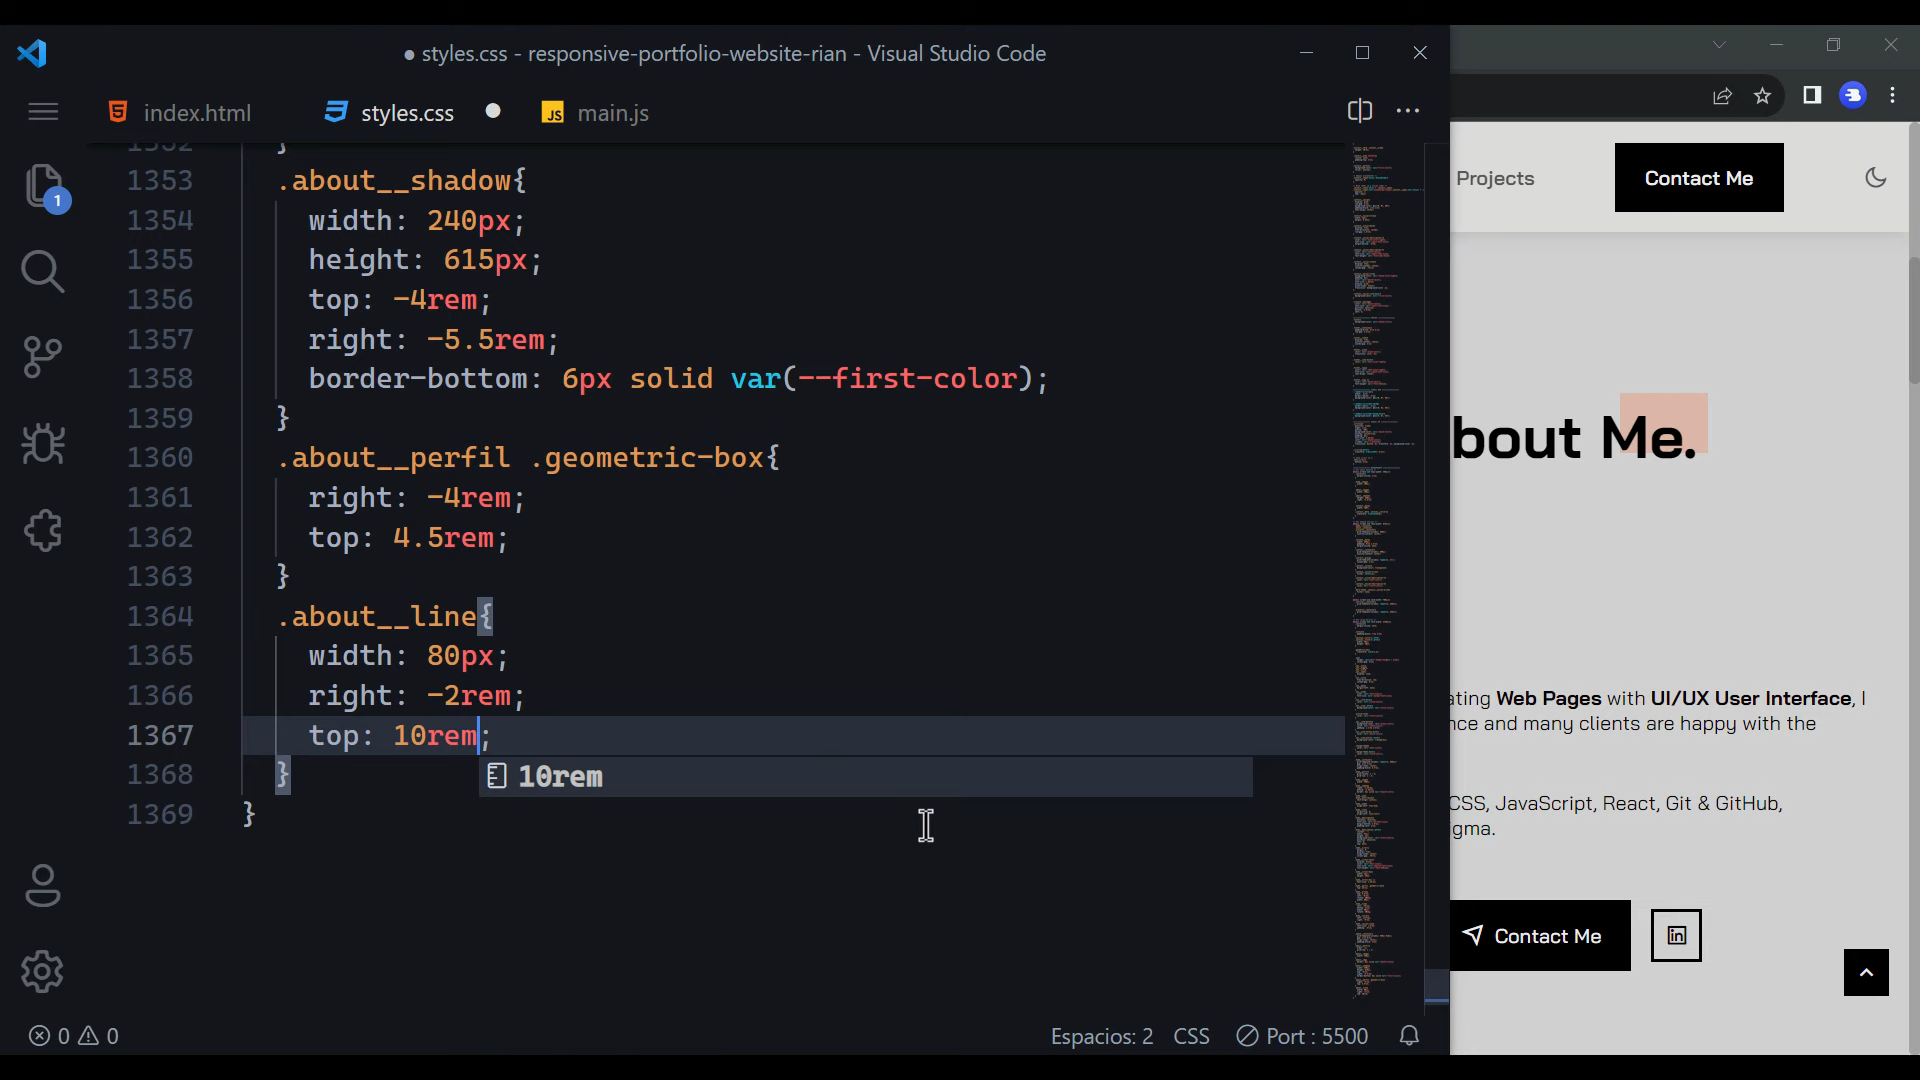 ● styles.css - responsive-portfolio-website-rian - Visual Studio Code
index.html
styles.css
main.js
1
1352 }
1353 .about__shadow{
1354 width: 240px;
1355 height: 615px;
1356 top: -4rem;
1357 right: -5.5rem;
1358 border-bottom: 6px solid var(--first-color);
1359 }
1360 .about__perfil .geometric-box{
1361 right: -4rem;
1362 top: 4.5rem;
1363 }
1364 .about__line{
1365 width: 80px;
1366 right: -2rem;
1367 top: 10rem;
10rem
1368 }
1369 }
0 0
Espacios: 2 CSS Port : 5500
Projects
Contact Me
bout Me.
ating Web Pages with UI/UX User Interface, I
nce and many clients are happy with the
CSS, JavaScript, React, Git & GitHub,
gma.
Contact Me
in